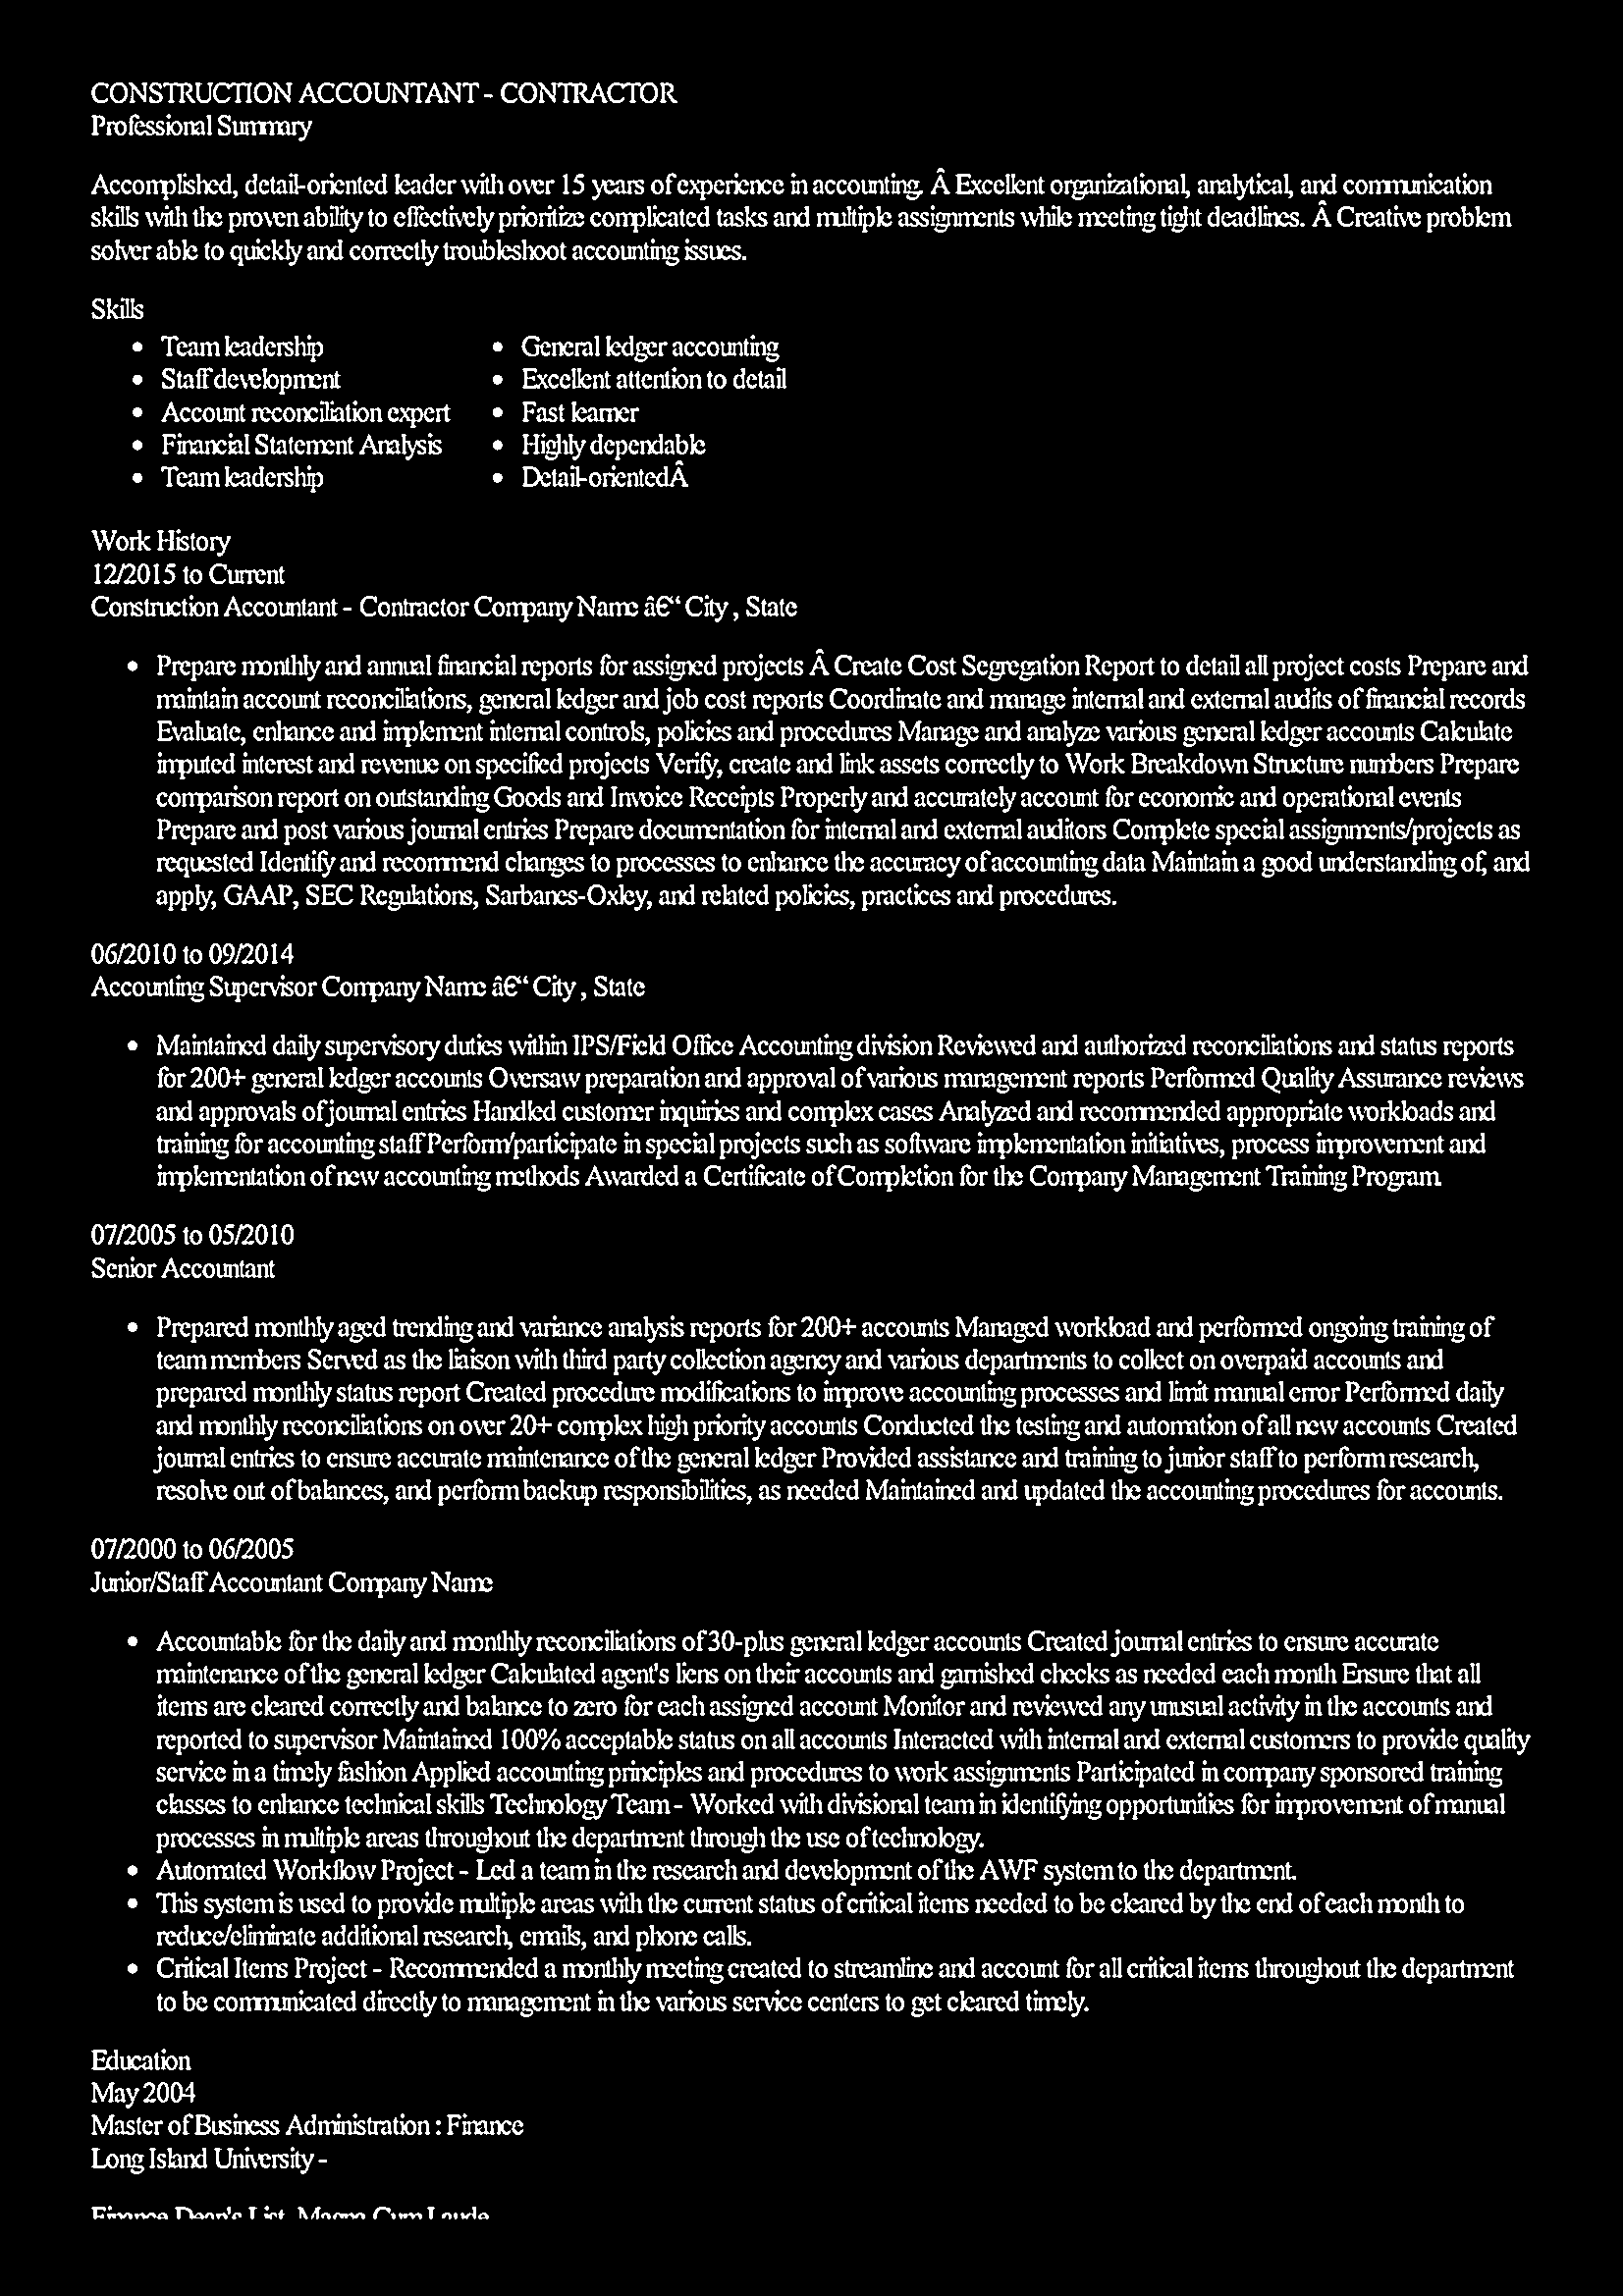 CONSTRUCTION ACCOUNTANT - CONTRACTOR
Professional Summary
Accomplished, detail-oriented leader with over 15 years of experience in accounting. Â Excellent organizational, analytical, and communication
skills with the proven ability to effectively prioritize complicated tasks and multiple assignments while meeting tight deadlines. Â Creative problem
solver able to quickly and correctly troubleshoot accounting issues.
Skills
• Team leadership
• Staff development
• Account reconciliation expert
• Financial Statement Analysis
• Team leadership
• General ledger accounting
• Excellent attention to detail
• Fast learner
• Highly dependable
• Detail-orientedÂ
Work History
12/2015 to Current
Construction Accountant - Contractor Company Name â€“ City , State
• Prepare monthly and annual financial reports for assigned projects Â Create Cost Segregation Report to detail all project costs Prepare and
maintain account reconciliations, general ledger and job cost reports Coordinate and manage internal and external audits of financial records
Evaluate, enhance and implement internal controls, policies and procedures Manage and analyze various general ledger accounts Calculate
imputed interest and revenue on specified projects Verify, create and link assets correctly to Work Breakdown Structure numbers Prepare
comparison report on outstanding Goods and Invoice Receipts Properly and accurately account for economic and operational events
Prepare and post various journal entries Prepare documentation for internal and external auditors Complete special assignments/projects as
requested Identify and recommend changes to processes to enhance the accuracy of accounting data Maintain a good understanding of, and
apply, GAAP, SEC Regulations, Sarbanes-Oxley, and related policies, practices and procedures.
06/2010 to 09/2014
Accounting Supervisor Company Name â€“ City , State
• Maintained daily supervisory duties within IPS/Field Office Accounting division Reviewed and authorized reconciliations and status reports
for 200+ general ledger accounts Oversaw preparation and approval of various management reports Performed Quality Assurance reviews
and approvals of journal entries Handled customer inquiries and complex cases Analyzed and recommended appropriate workloads and
training for accounting staff Perform/participate in special projects such as software implementation initiatives, process improvement and
implementation of new accounting methods Awarded a Certificate of Completion for the Company Management Training Program.
07/2005 to 05/2010
Senior Accountant
• Prepared monthly aged trending and variance analysis reports for 200+ accounts Managed workload and performed ongoing training of
team members Served as the liaison with third party collection agency and various departments to collect on overpaid accounts and
prepared monthly status report Created procedure modifications to improve accounting processes and limit manual error Performed daily
and monthly reconciliations on over 20+ complex high priority accounts Conducted the testing and automation of all new accounts Created
journal entries to ensure accurate maintenance of the general ledger Provided assistance and training to junior staff to perform research,
resolve out of balances, and perform backup responsibilities, as needed Maintained and updated the accounting procedures for accounts.
07/2000 to 06/2005
Junior/Staff Accountant Company Name
• Accountable for the daily and monthly reconciliations of 30-plus general ledger accounts Created journal entries to ensure accurate
maintenance of the general ledger Calculated agent's liens on their accounts and garnished checks as needed each month Ensure that all
items are cleared correctly and balance to zero for each assigned account Monitor and reviewed any unusual activity in the accounts and
reported to supervisor Maintained 100% acceptable status on all accounts Interacted with internal and external customers to provide quality
service in a timely fashion Applied accounting principles and procedures to work assignments Participated in company sponsored training
classes to enhance technical skills Technology Team - Worked with divisional team in identifying opportunities for improvement of manual
processes in multiple areas throughout the department through the use of technology.
• Automated Workflow Project - Led a team in the research and development of the AWF system to the department.
• This system is used to provide multiple areas with the current status of critical items needed to be cleared by the end of each month to
reduce/eliminate additional research, emails, and phone calls.
• Critical Items Project - Recommended a monthly meeting created to streamline and account for all critical items throughout the department
to be communicated directly to management in the various service centers to get cleared timely.
Education
May 2004
Master of Business Administration : Finance
Long Island University -
Finance Dean's List, Magna Cum Laude